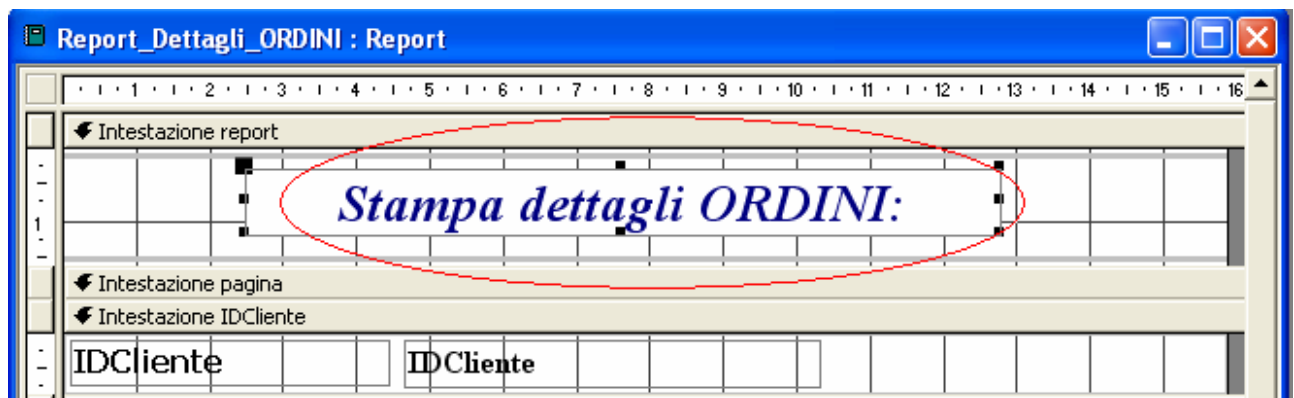 Report_Dettagli_ORDINI : Report
1 2 3 4 5 6 7 8 9 10 11 12 13 14 15 16
Intestazione report
1
Stampa dettagli ORDINI:
Intestazione pagina
Intestazione IDCliente
IDCliente IDCliente